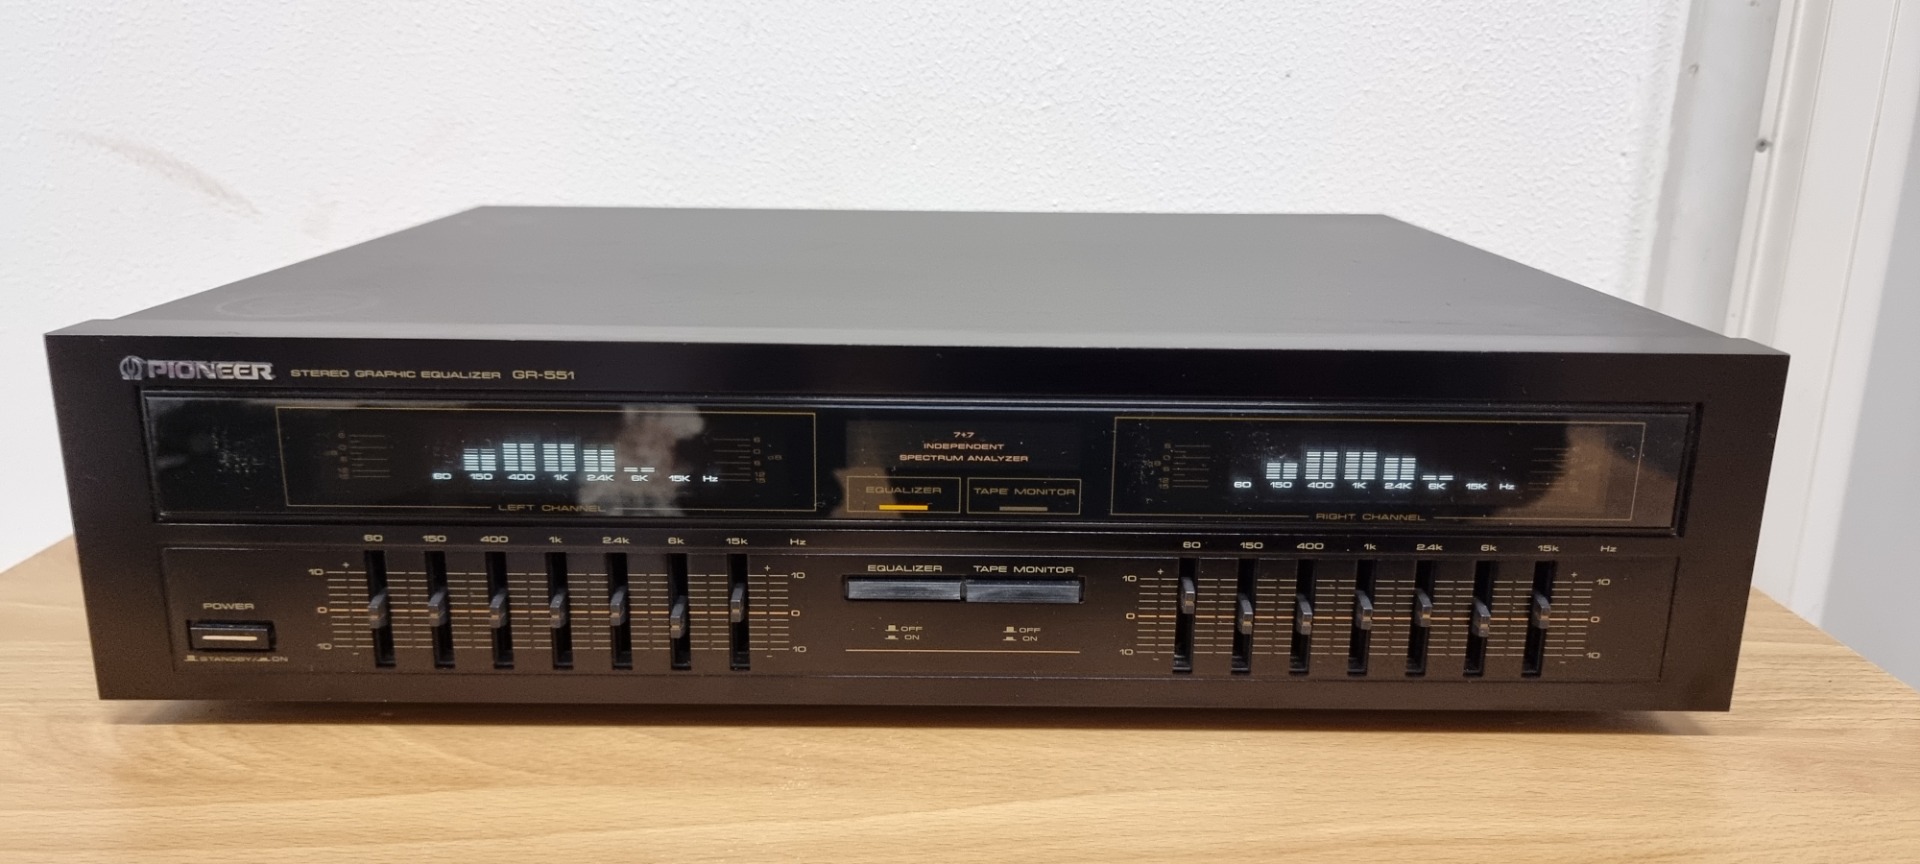 PIONEER STEREO GRAPHIC EQUALIZER GR-551
60 150 400 1K 2.4K 6K 15K Hz
LEFT CHANNEL
7+7
INDEPENDENT
SPECTRUM ANALYZER
EQUALIZER TAPE MONITOR
60 150 400 1K 2.4K 6K 15K Hz
RIGHT CHANNEL
60 150 400 1k 2.4k 6k 15k Hz
+ +
10 10
0 0
10 10
- -
POWER
STANDBY/ ON
EQUALIZER TAPE MONITOR
OFF OFF
ON ON
60 150 400 1k 2.4k 6k 15k Hz
+ +
10 10
0 0
10 10
- -